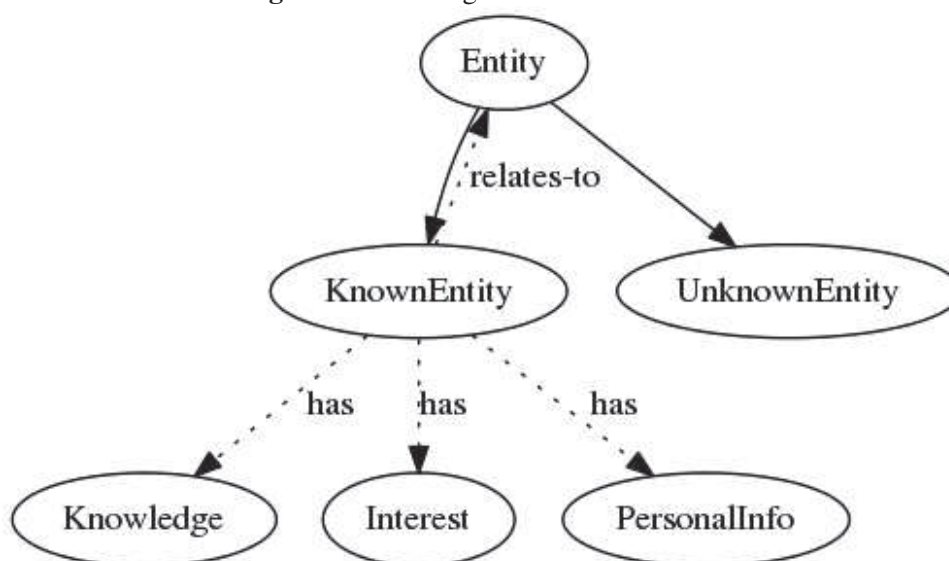 Entity
relates-to
KnownEntity
UnknownEntity
has
has
has
Knowledge
Interest
PersonalInfo